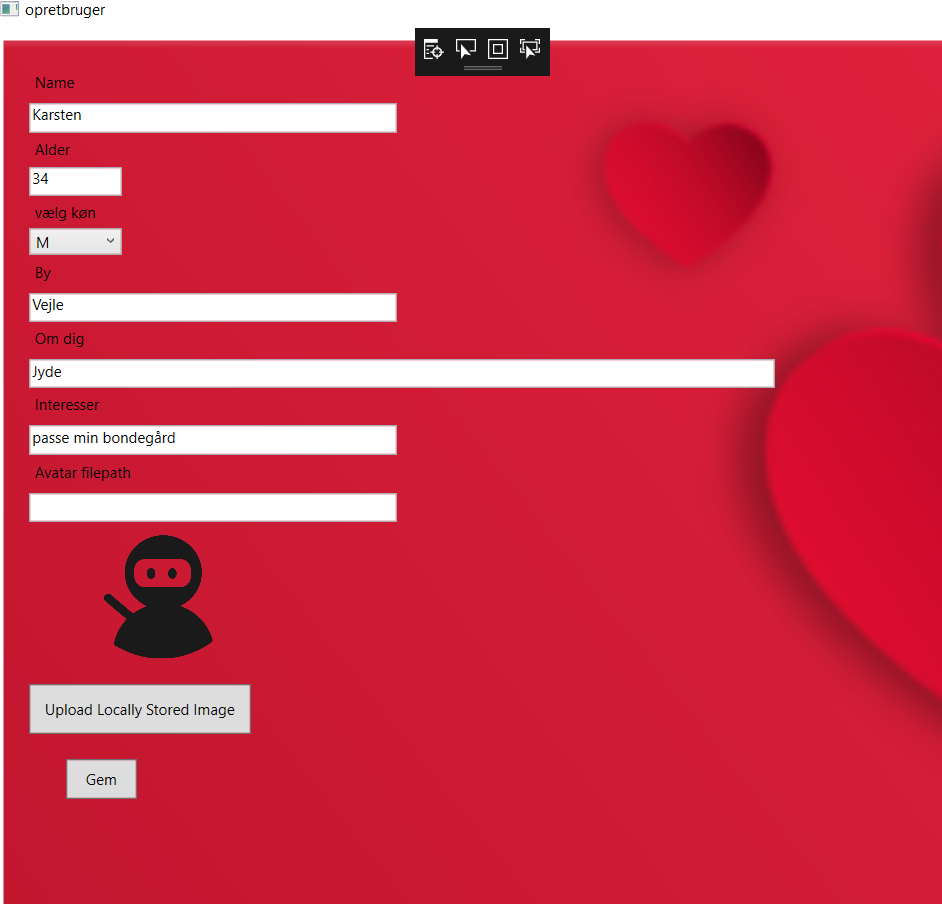 opretbruger
Name
Karsten
Alder
34
vælg køn
M
By
Vejle
Om dig
Jyde
Interesser
passe min bondegård
Avatar filepath
Upload Locally Stored Image
Gem